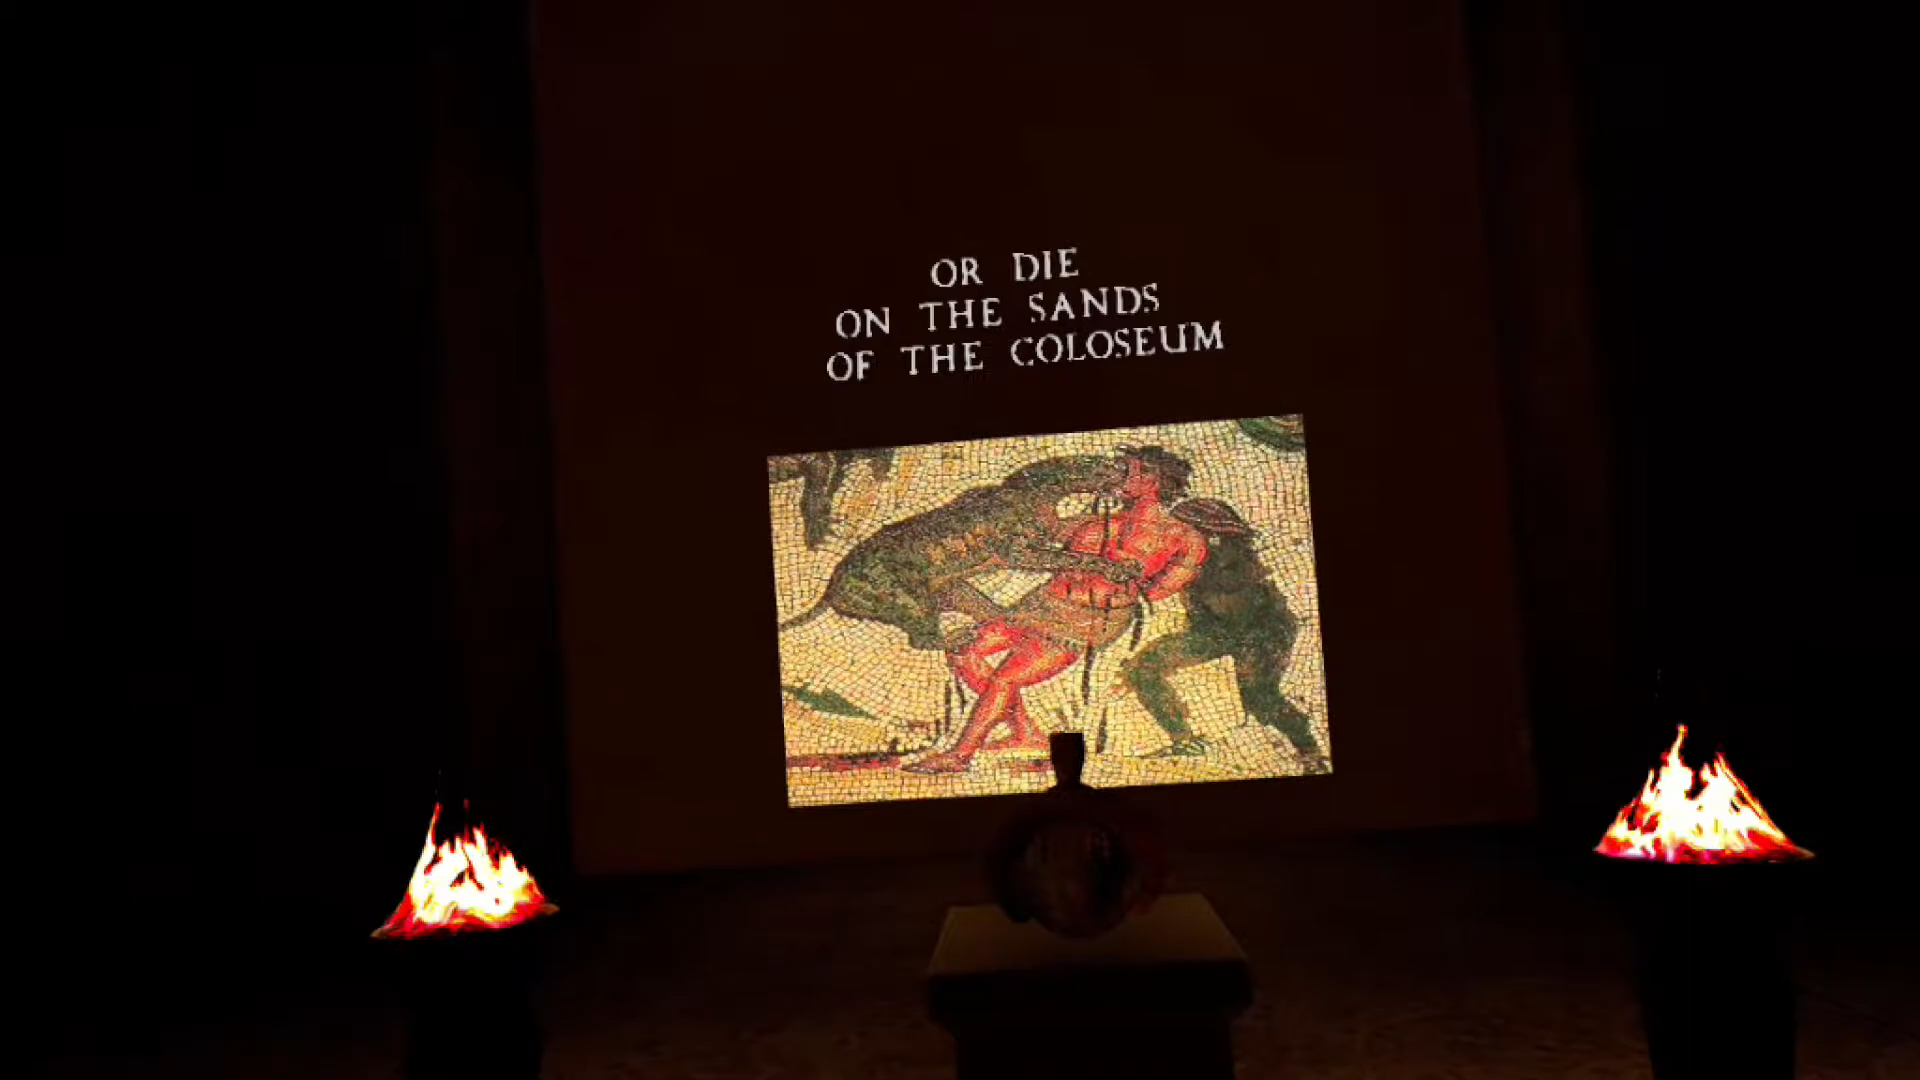 OR DIE
ON THE SANDS
OF THE COLOSEUM